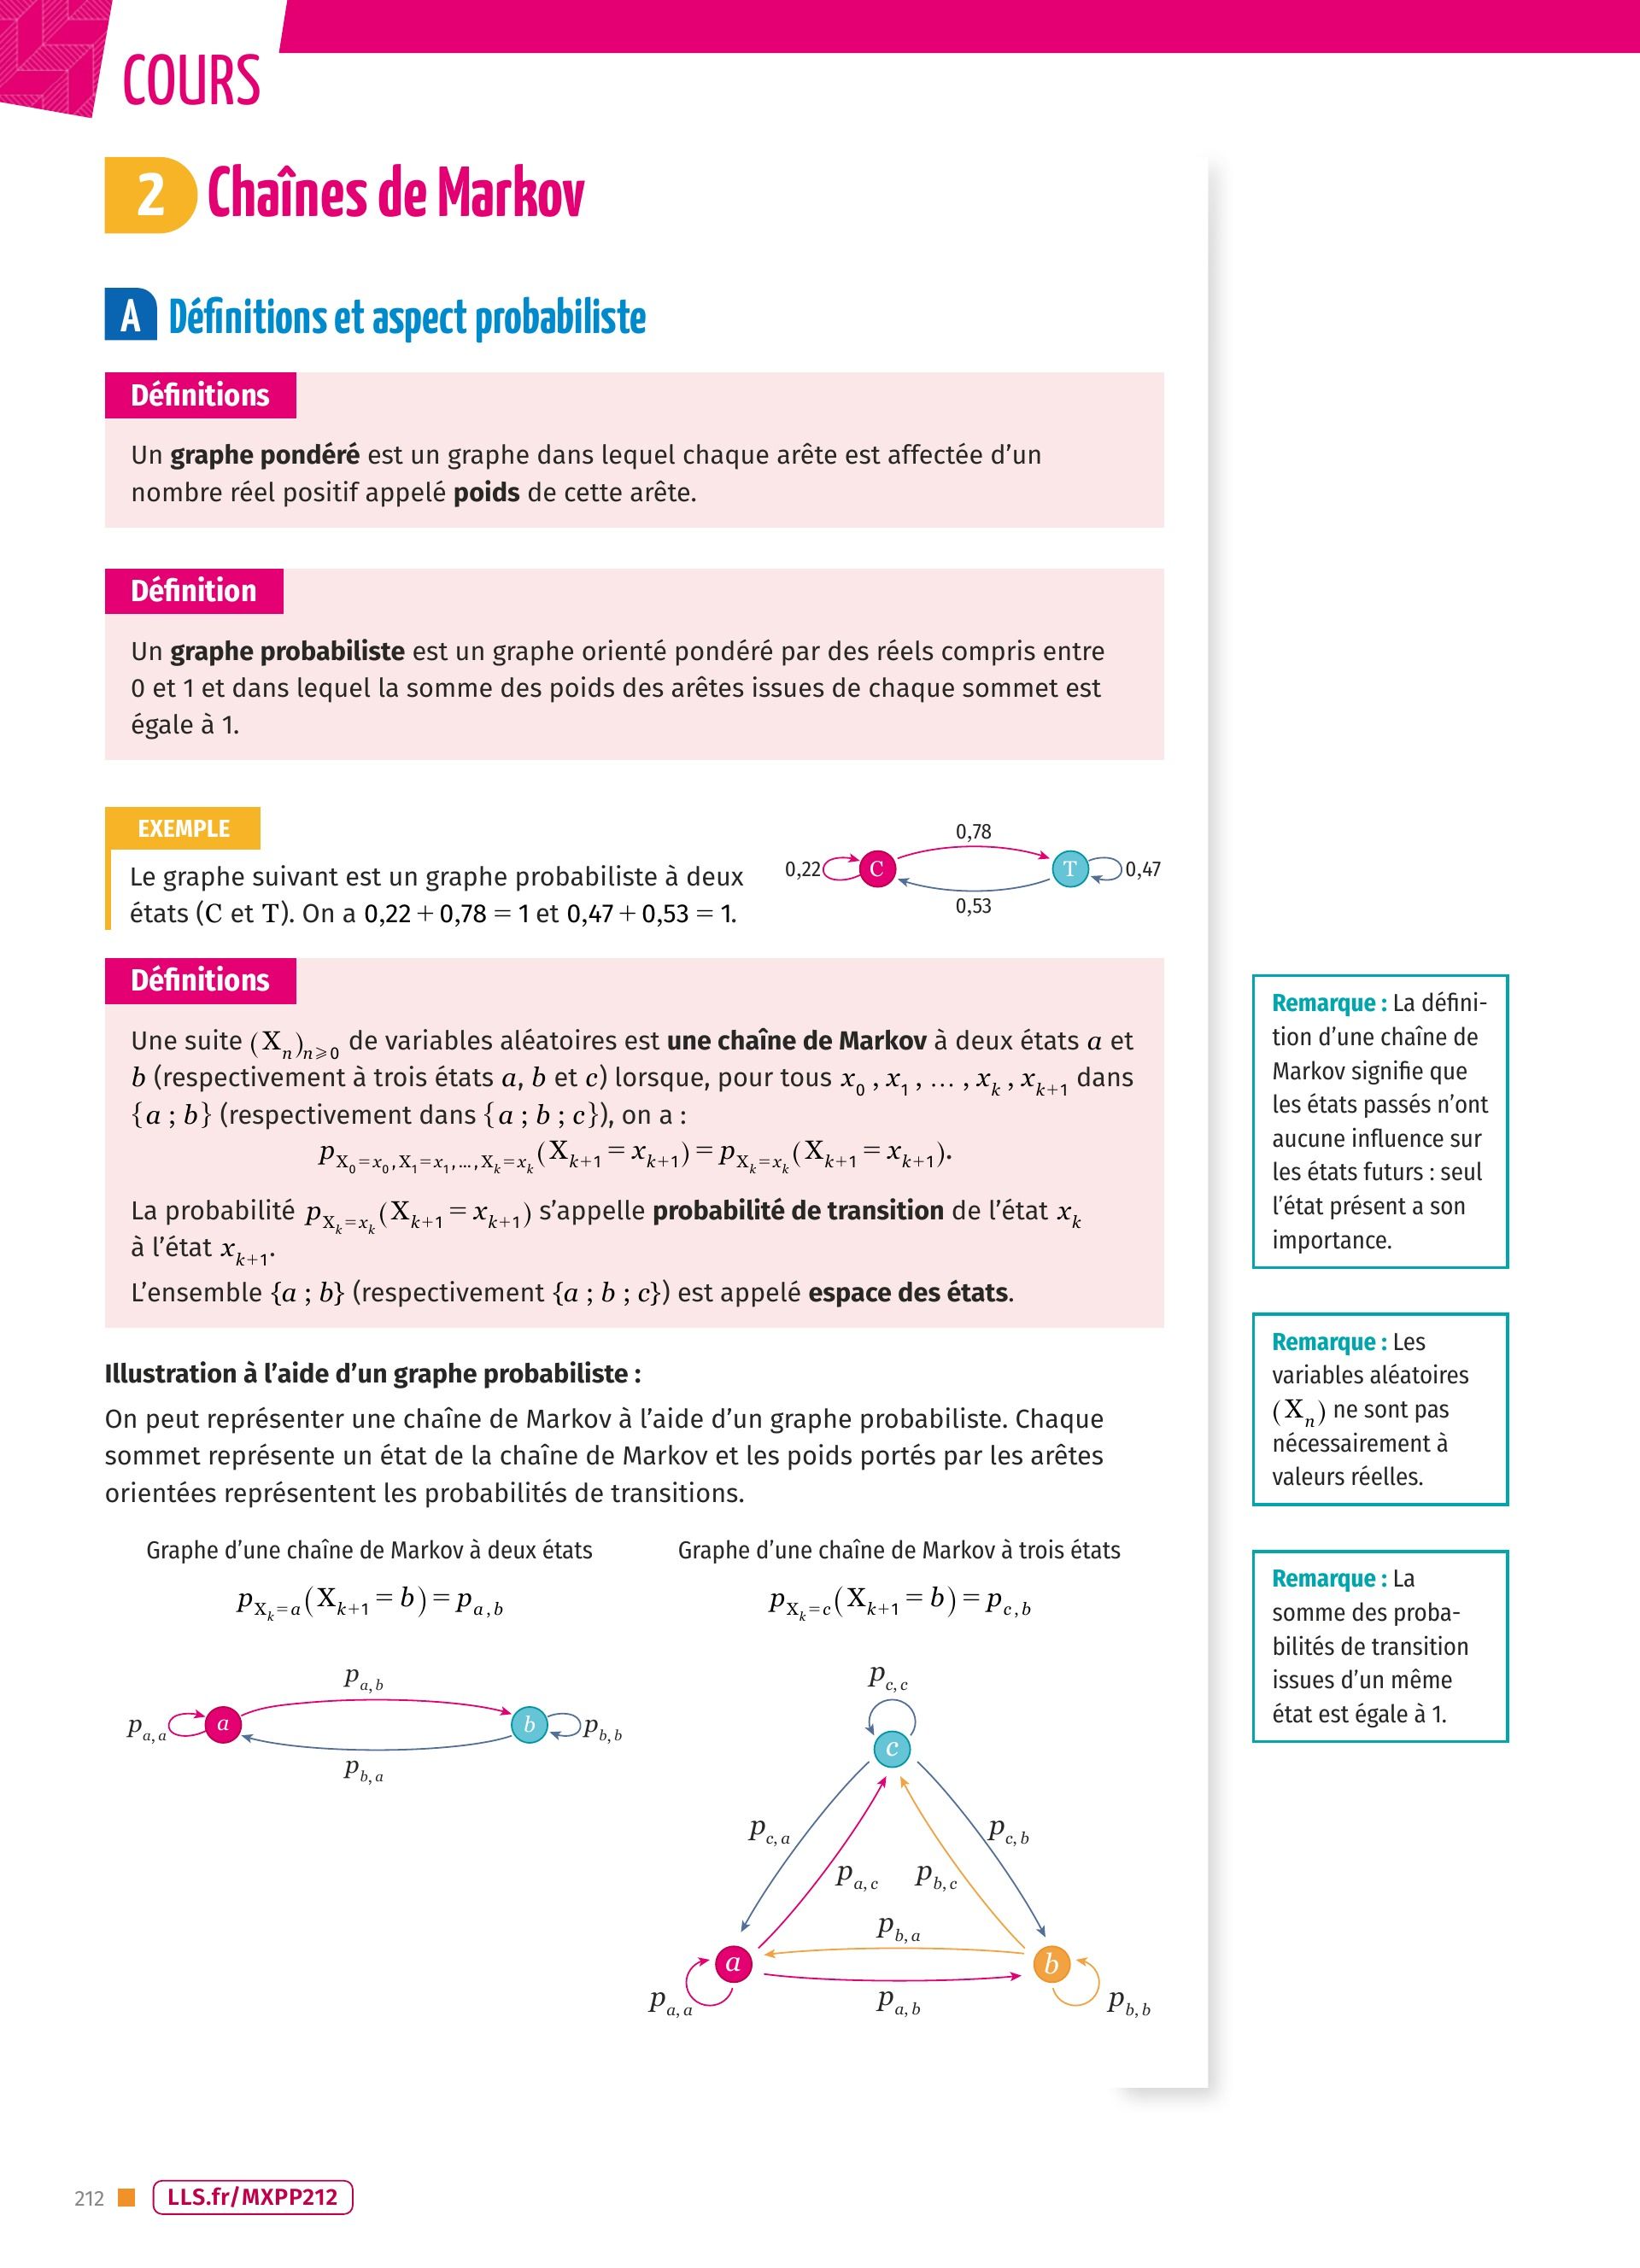 COURS
2 Chaînes de Markov
A Définitions et aspect probabiliste
Définitions
Un graphe pondéré est un graphe dans lequel chaque arête est affectée d’un
nombre réel positif appelé poids de cette arête.
Définition
Un graphe probabiliste est un graphe orienté pondéré par des réels compris entre
0 et 1 et dans lequel la somme des poids des arêtes issues de chaque sommet est
égale à 1.
EXEMPLE
Le graphe suivant est un graphe probabiliste à deux
états (C et T). On a 0,22 + 0,78 = 1 et 0,47 + 0,53 = 1.
0,78
0,22 C T 0,47
0,53
Définitions
Une suite (X_n)_{n⩾0} de variables aléatoires est une chaîne de Markov à deux états a et
b (respectivement à trois états a, b et c) lorsque, pour tous x_0 , x_1 , … , x_k , x_{k+1} dans
{a ; b} (respectivement dans {a ; b ; c}), on a :
p_{X_0=x_0, X_1=x_1, …, X_k=x_k}(X_{k+1} = x_{k+1}) = p_{X_k=x_k}(X_{k+1} = x_{k+1}).
La probabilité p_{X_k=x_k}(X_{k+1} = x_{k+1}) s’appelle probabilité de transition de l’état x_k
à l’état x_{k+1}.
L’ensemble {a ; b} (respectivement {a ; b ; c}) est appelé espace des états.
Remarque : La défini-
tion d’une chaîne de
Markov signifie que
les états passés n’ont
aucune influence sur
les états futurs : seul
l’état présent a son
importance.
Remarque : Les
variables aléatoires
(X_n) ne sont pas
nécessairement à
valeurs réelles.
Remarque : La
somme des proba-
bilités de transition
issues d’un même
état est égale à 1.
Illustration à l’aide d’un graphe probabiliste :
On peut représenter une chaîne de Markov à l’aide d’un graphe probabiliste. Chaque
sommet représente un état de la chaîne de Markov et les poids portés par les arêtes
orientées représentent les probabilités de transitions.
Graphe d’une chaîne de Markov à deux états
p_{X_k=a}(X_{k+1} = b) = p_{a,b}
p_{a,b}
p_{a,a} a b p_{b,b}
p_{b,a}
Graphe d’une chaîne de Markov à trois états
p_{X_k=c}(X_{k+1} = b) = p_{c,b}
p_{c,c}
c
p_{c,a} p_{c,b}
p_{a,c} p_{b,c}
p_{b,a}
a b
p_{a,a} p_{a,b} p_{b,b}
212 LLS.fr/MXPP212